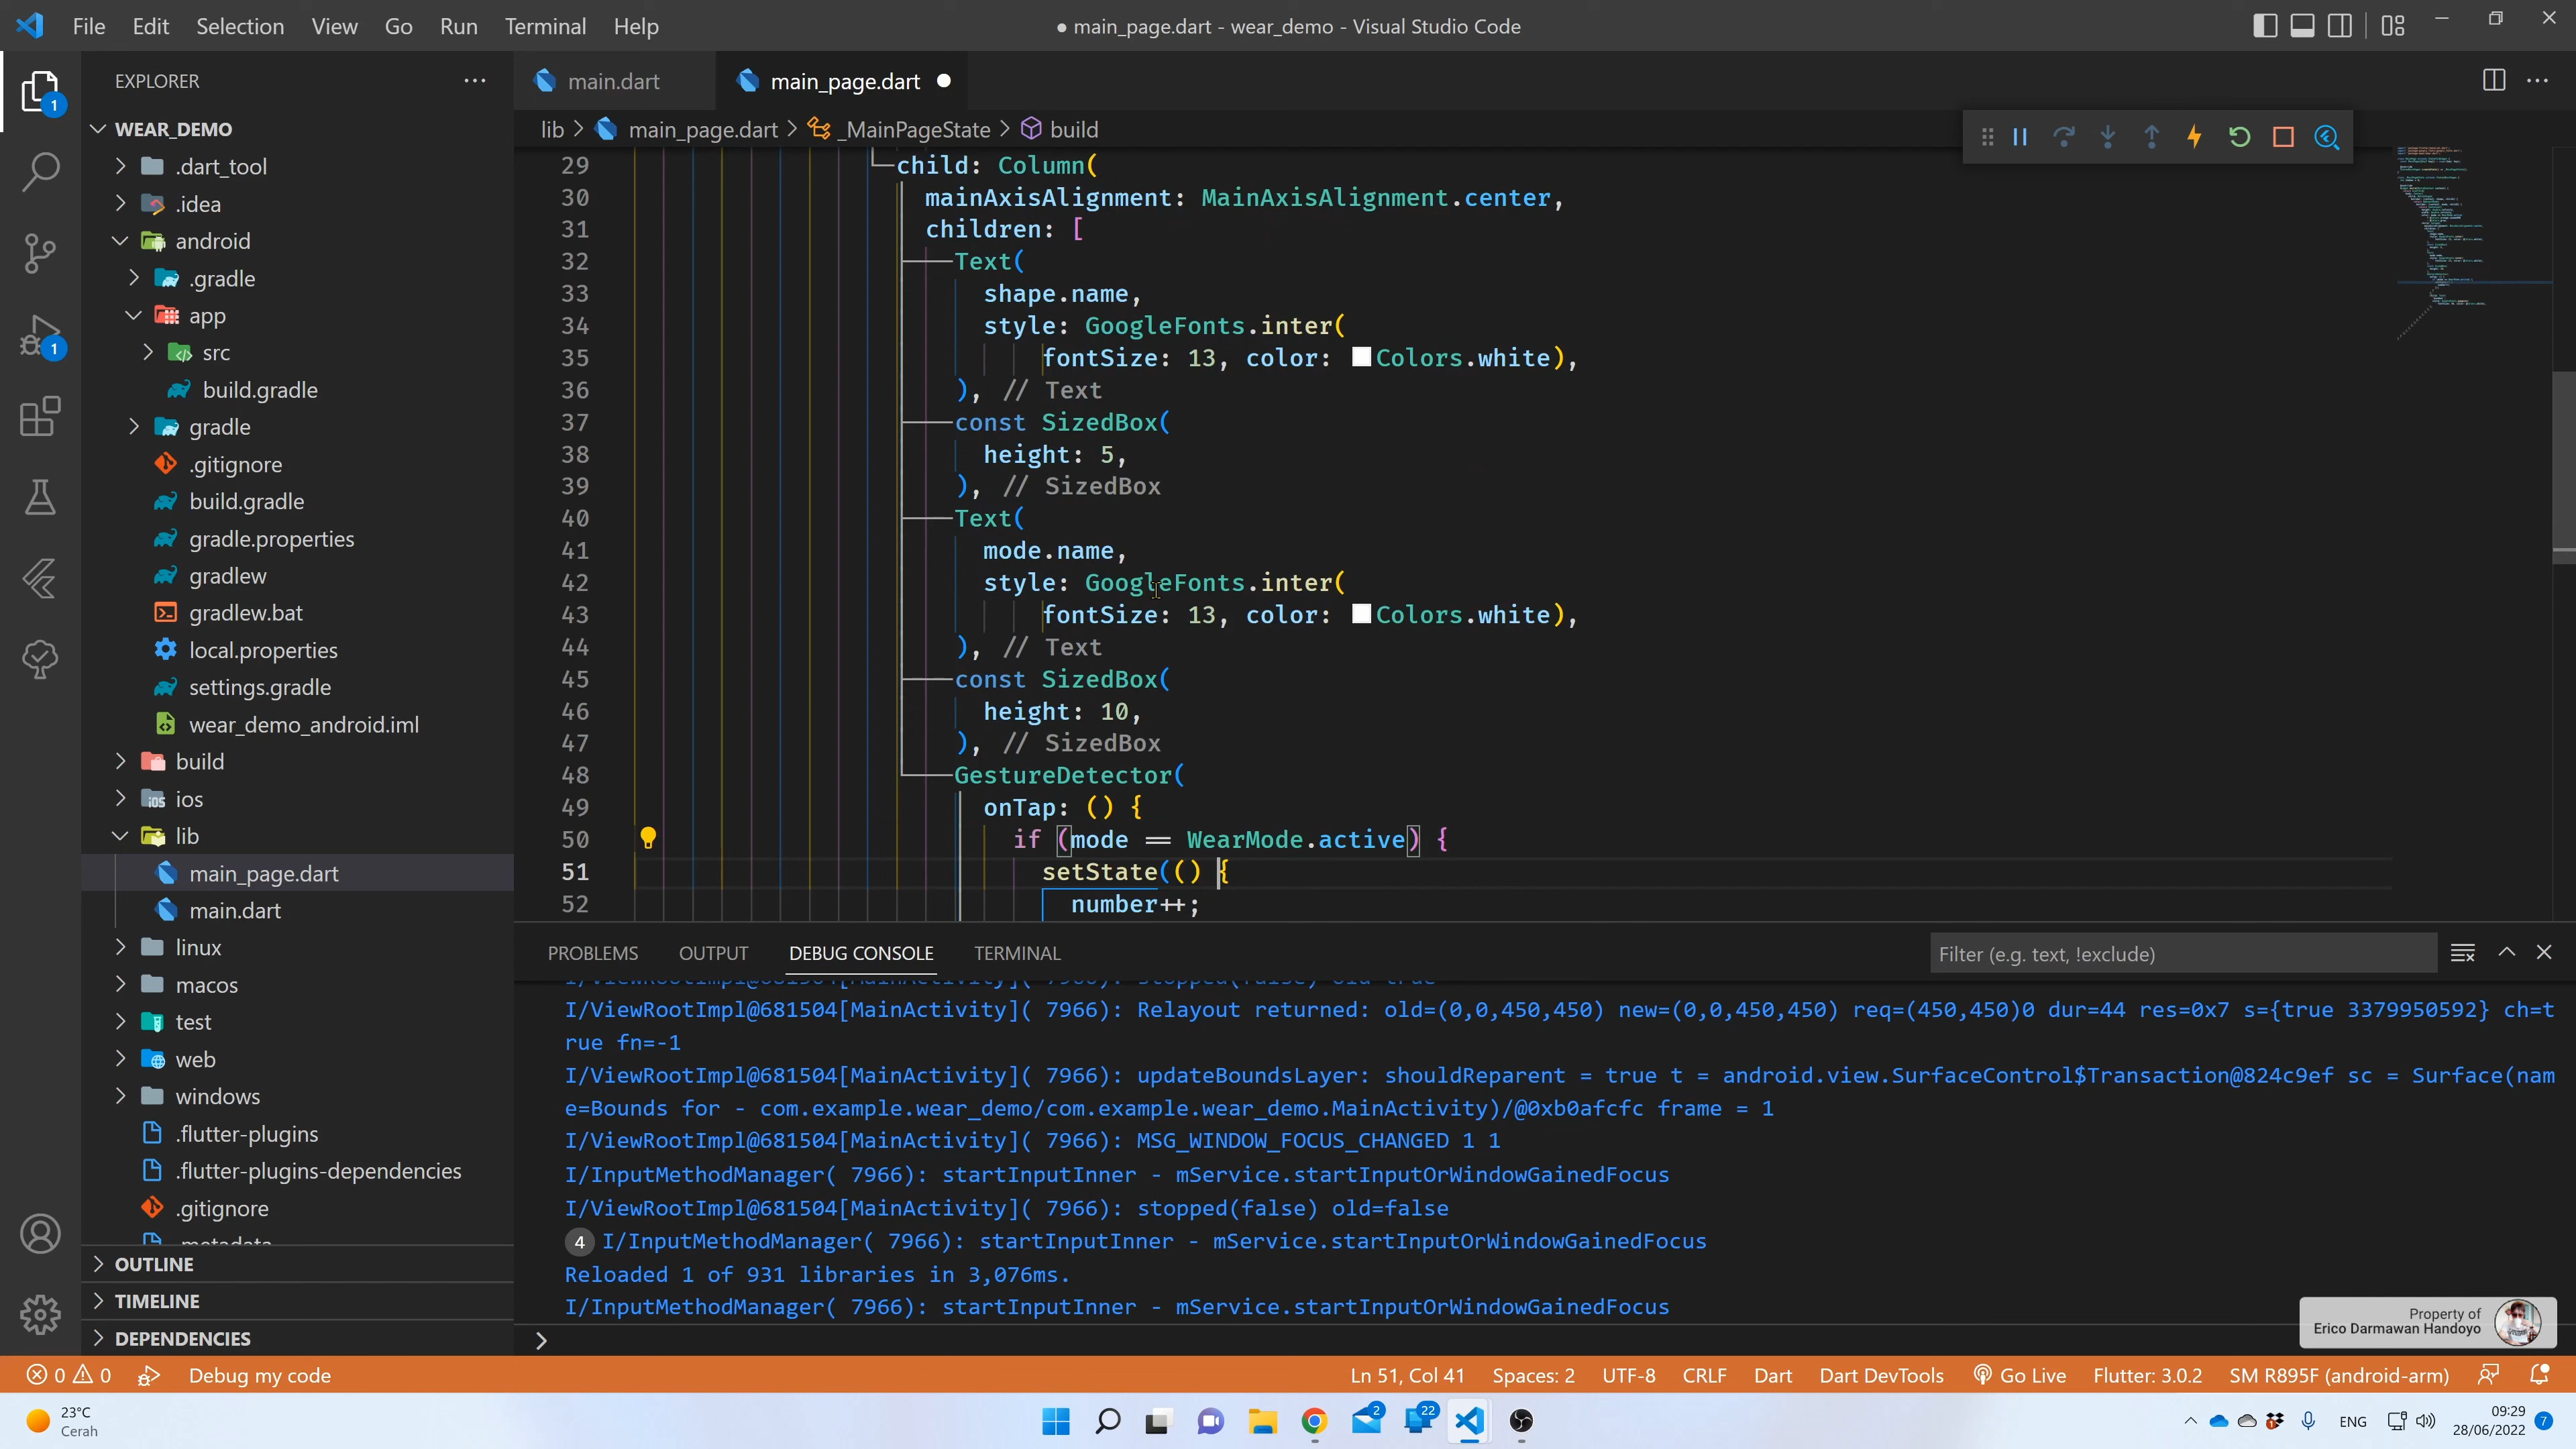 File Edit Selection View Go Run Terminal Help
● main_page.dart - wear_demo - Visual Studio Code
EXPLORER
main.dart
main_page.dart
lib > main_page.dart > _MainPageState > build
1
WEAR_DEMO
.dart_tool
.idea
android
.gradle
app
src
build.gradle
gradle
.gitignore
build.gradle
gradle.properties
gradlew
gradlew.bat
local.properties
settings.gradle
wear_demo_android.iml
build
ios
lib
main_page.dart
main.dart
linux
macos
test
web
windows
.flutter-plugins
.flutter-plugins-dependencies
.gitignore
OUTLINE
TIMELINE
DEPENDENCIES
1
29 child: Column(
30 mainAxisAlignment: MainAxisAlignment.center,
31 children: [
32 Text(
33 shape.name,
34 style: GoogleFonts.inter(
35 fontSize: 13, color: Colors.white),
36 ), // Text
37 const SizedBox(
38 height: 5,
39 ), // SizedBox
40 Text(
41 mode.name,
42 style: GoogleFonts.inter(
43 fontSize: 13, color: Colors.white),
44 ), // Text
45 const SizedBox(
46 height: 10,
47 ), // SizedBox
48 GestureDetector(
49 onTap: () {
50 if (mode == WearMode.active) {
51 setState(() {
52 number++;
PROBLEMS OUTPUT DEBUG CONSOLE TERMINAL
Filter (e.g. text, !exclude)
I/ViewRootImpl@681504[MainActivity]( 7966): Relayout returned: old=(0,0,450,450) new=(0,0,450,450) req=(450,450)0 dur=44 res=0x7 s={true 3379950592} ch=t
rue fn=-1
I/ViewRootImpl@681504[MainActivity]( 7966): updateBoundsLayer: shouldReparent = true t = android.view.SurfaceControl$Transaction@824c9ef sc = Surface(nam
e=Bounds for - com.example.wear_demo/com.example.wear_demo.MainActivity)/@0xb0afcfc frame = 1
I/ViewRootImpl@681504[MainActivity]( 7966): MSG_WINDOW_FOCUS_CHANGED 1 1
I/InputMethodManager( 7966): startInputInner - mService.startInputOrWindowGainedFocus
I/ViewRootImpl@681504[MainActivity]( 7966): stopped(false) old=false
4 I/InputMethodManager( 7966): startInputInner - mService.startInputOrWindowGainedFocus
Reloaded 1 of 931 libraries in 3,076ms.
I/InputMethodManager( 7966): startInputInner - mService.startInputOrWindowGainedFocus
Property of
Erico Darmawan Handoyo
0 0 Debug my code
Ln 51, Col 41 Spaces: 2 UTF-8 CRLF Dart Dart DevTools Go Live Flutter: 3.0.2 SM R895F (android-arm)
23°C
Cerah
2
22
ENG
09:29
28/06/2022
7